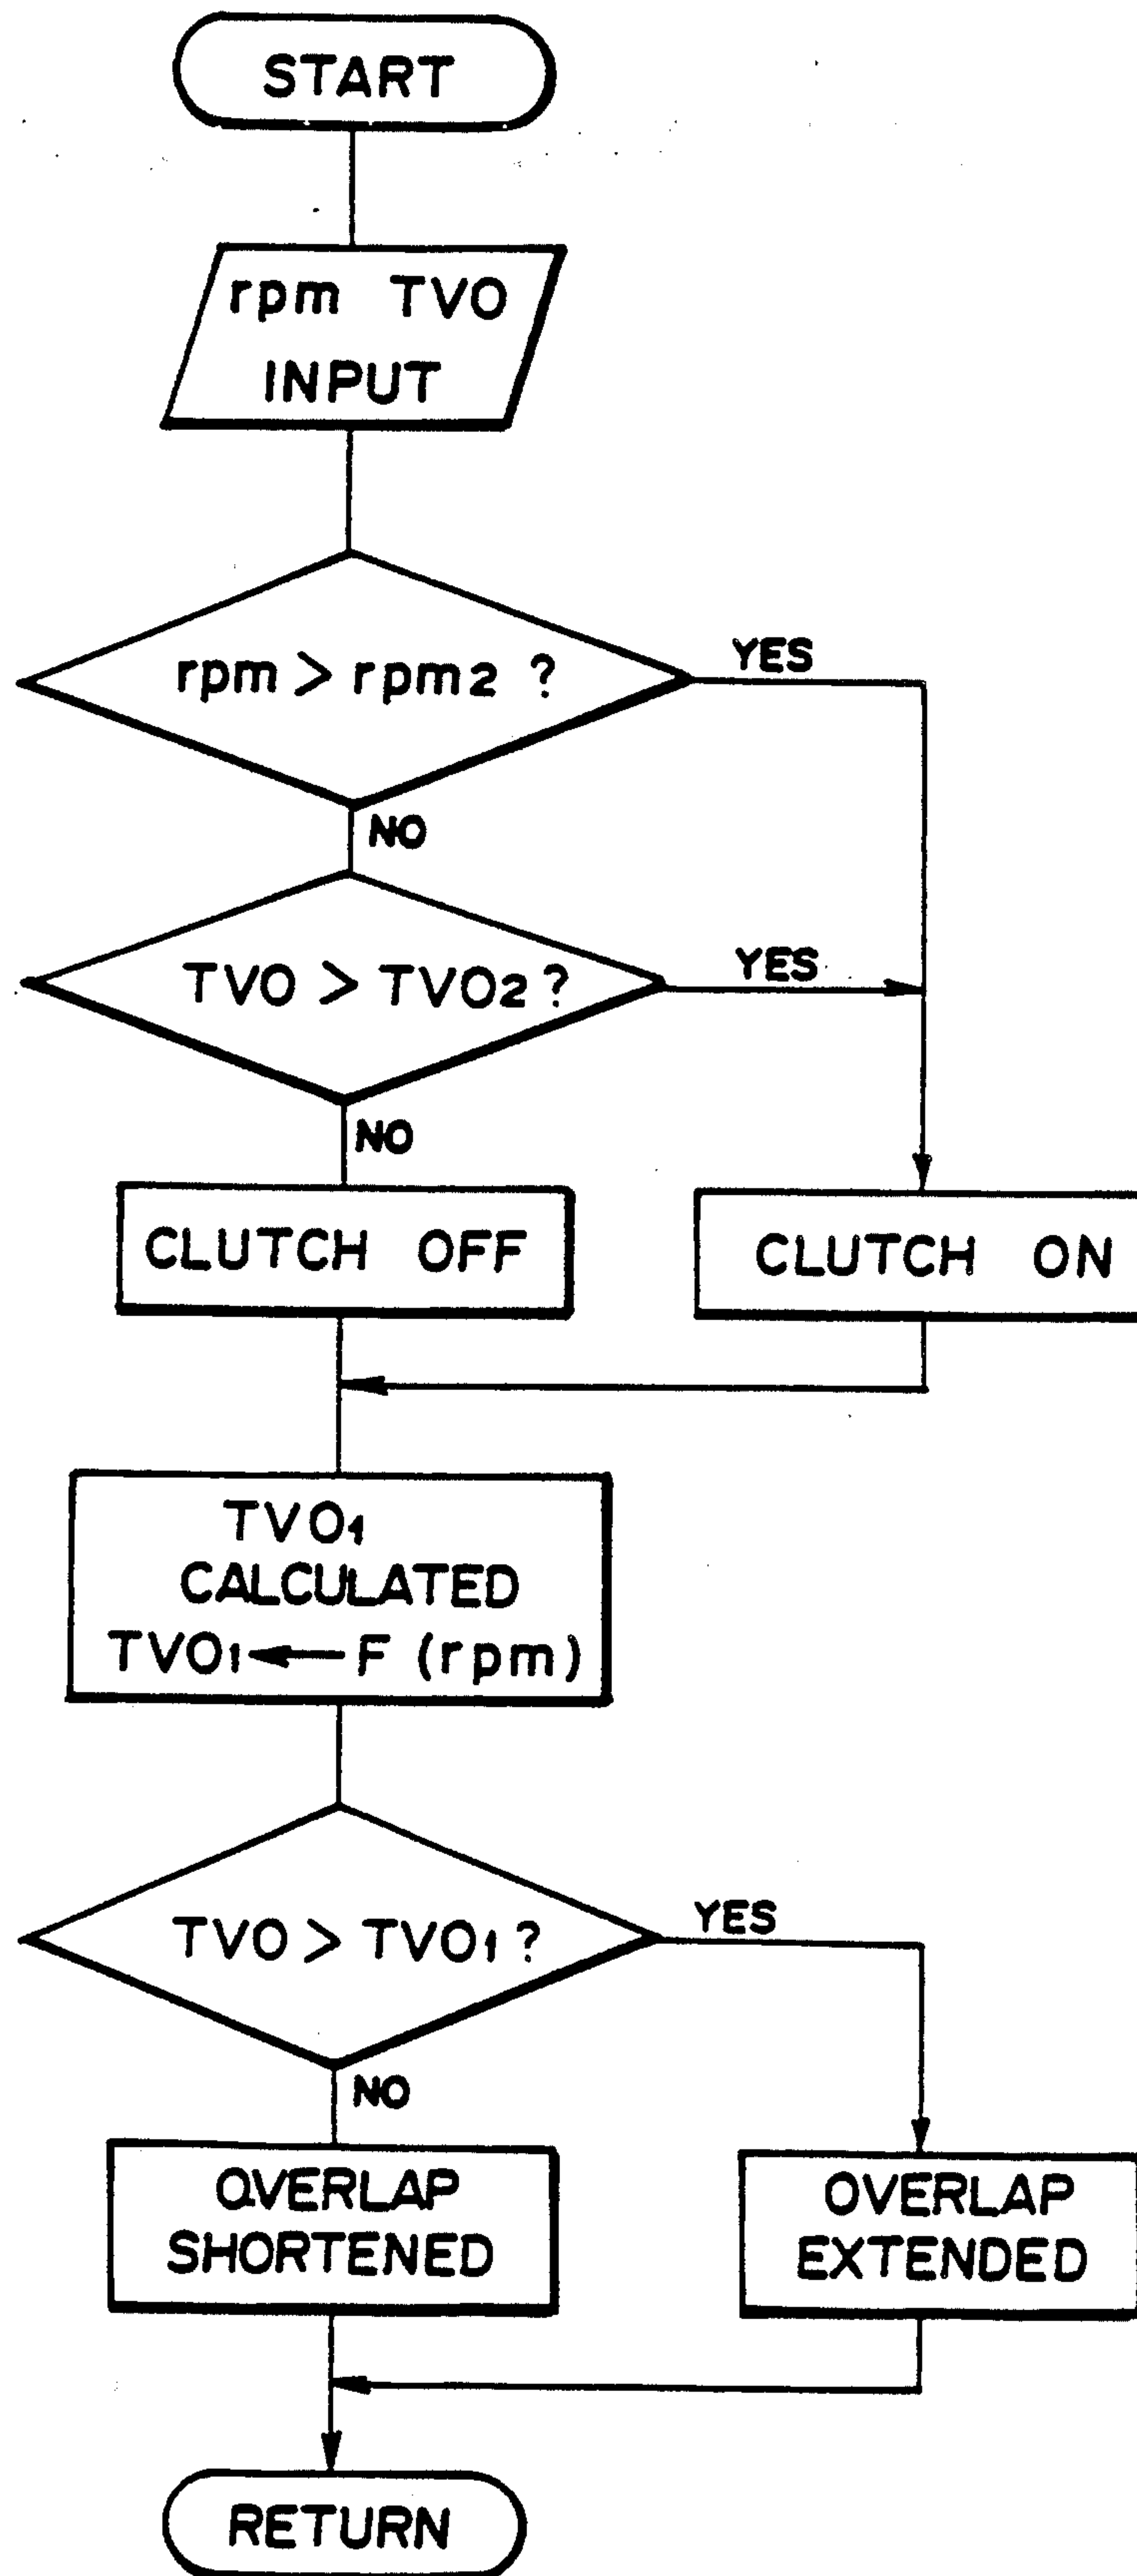 START
rpm TVO
INPUT
rpm > rpm2 ?
YES
NO
TVO > TVO2 ?
YES
NO
CLUTCH OFF
CLUTCH ON
TVO1
CALCULATED
TVO1 ← F (rpm)
TVO > TVO1 ?
YES
NO
OVERLAP
SHORTENED
OVERLAP
EXTENDED
RETURN